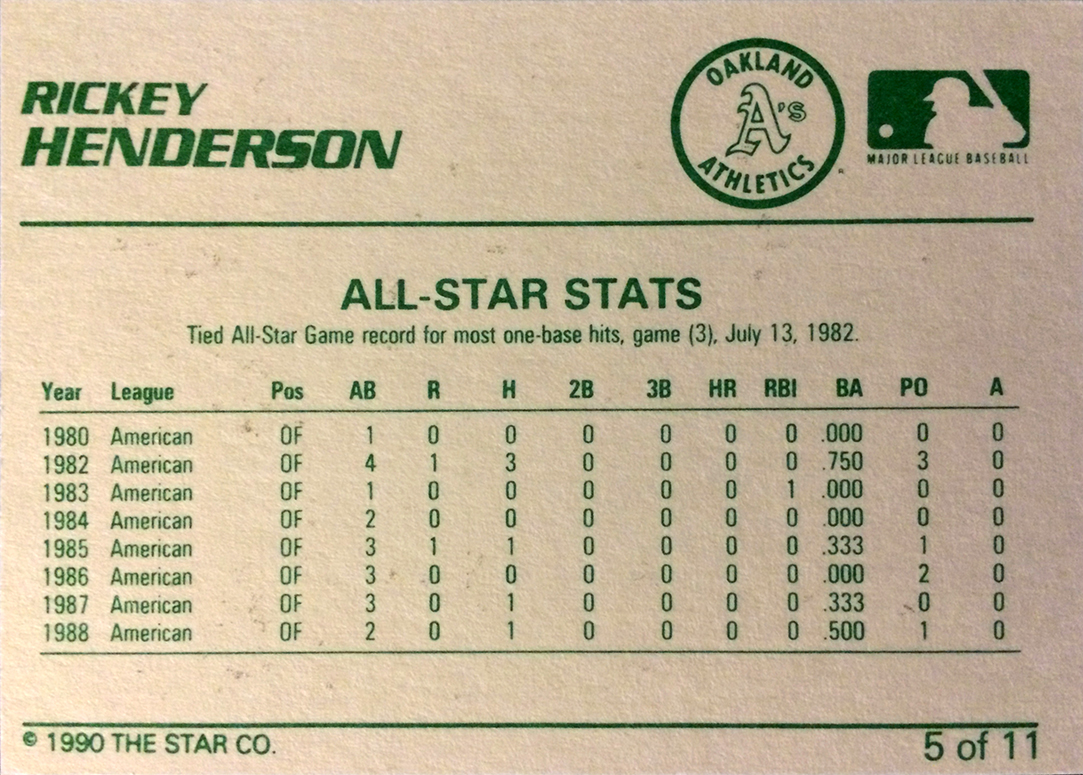 RICKEY
HENDERSON
OAKLAND
A's
ATHLETICS
MAJOR LEAGUE BASEBALL
ALL-STAR STATS
Tied All-Star Game record for most one-base hits, game (3), July 13, 1982.
Year League Pos AB R H 2B 3B HR RBI BA PO A
1980 American OF 1 0 0 0 0 0 0 .000 0 0
1982 American OF 4 1 3 0 0 0 0 .750 3 0
1983 American OF 1 0 0 0 0 0 1 .000 0 0
1984 American OF 2 0 0 0 0 0 0 .000 0 0
1985 American OF 3 1 1 0 0 0 0 .333 1 0
1986 American OF 3 0 0 0 0 0 0 .000 2 0
1987 American OF 3 0 1 0 0 0 0 .333 0 0
1988 American OF 2 0 1 0 0 0 0 .500 1 0
© 1990 THE STAR CO.
5 of 11